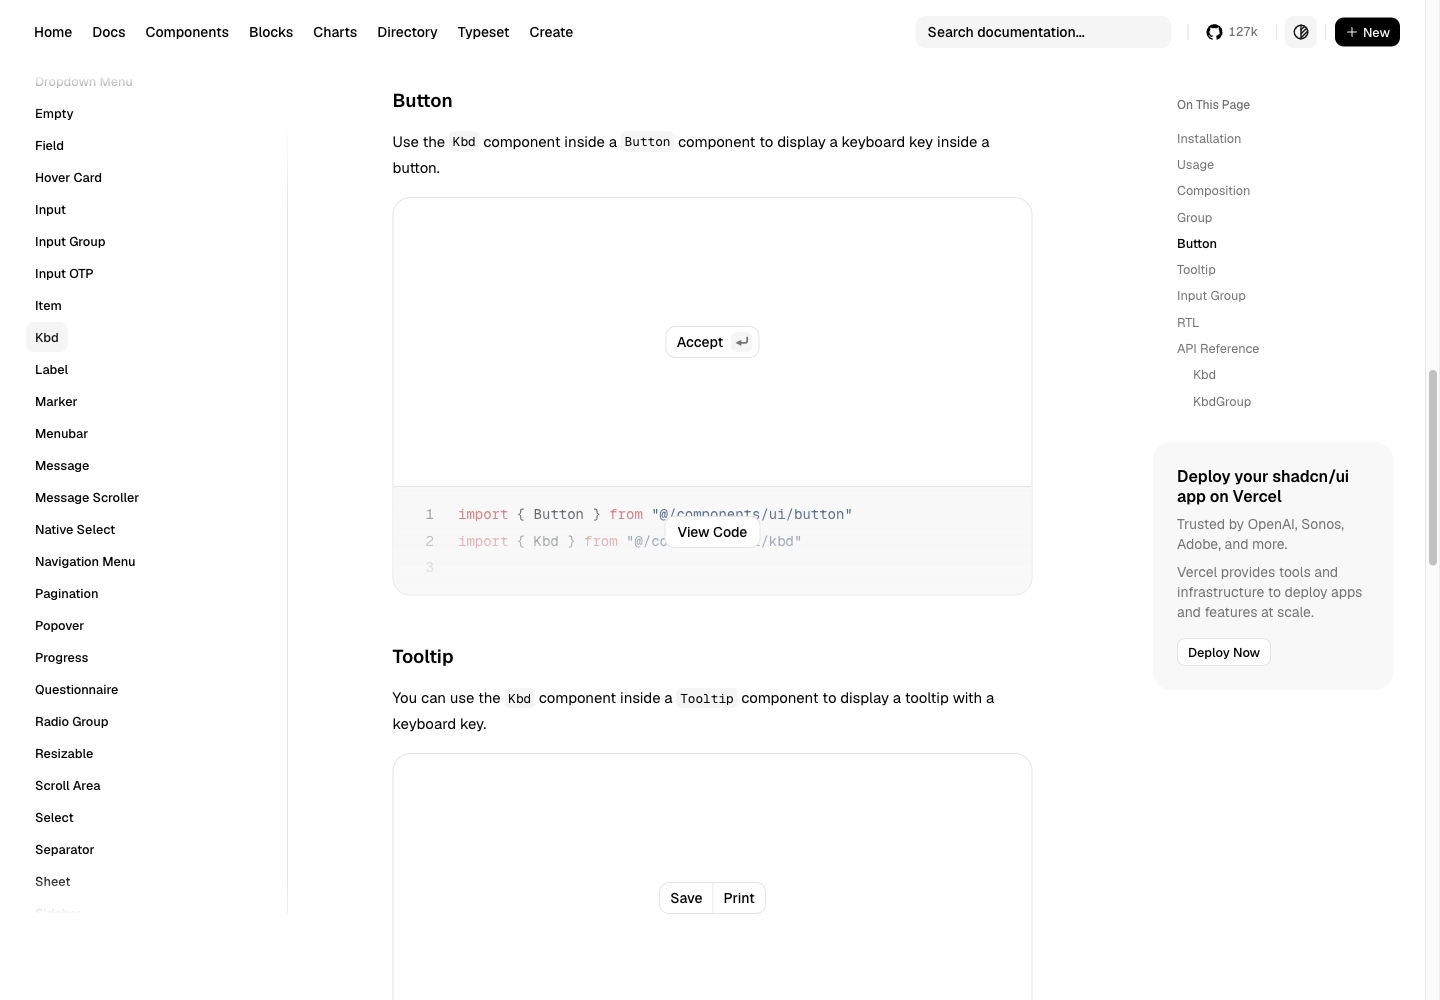 Home Docs Components Blocks Charts Directory Typeset Create
Search documentation...
127k
New
Dropdown Menu
Empty
Field
Hover Card
Input
Input Group
Input OTP
Item
Kbd
Label
Marker
Menubar
Message
Message Scroller
Native Select
Navigation Menu
Pagination
Popover
Progress
Questionnaire
Radio Group
Resizable
Scroll Area
Select
Separator
Sheet
Button
Use the Kbd component inside a Button component to display a keyboard key inside a
button.
Accept
1 import { Button } from "@/components/ui/button"
View Code
2 import { Kbd } from "@/co /kbd"
3
Tooltip
You can use the Kbd component inside a Tooltip component to display a tooltip with a
keyboard key.
Save Print
On This Page
Installation
Usage
Composition
Group
Button
Tooltip
Input Group
RTL
API Reference
Kbd
KbdGroup
Deploy your shadcn/ui
app on Vercel
Trusted by OpenAI, Sonos,
Adobe, and more.
Vercel provides tools and
infrastructure to deploy apps
and features at scale.
Deploy Now